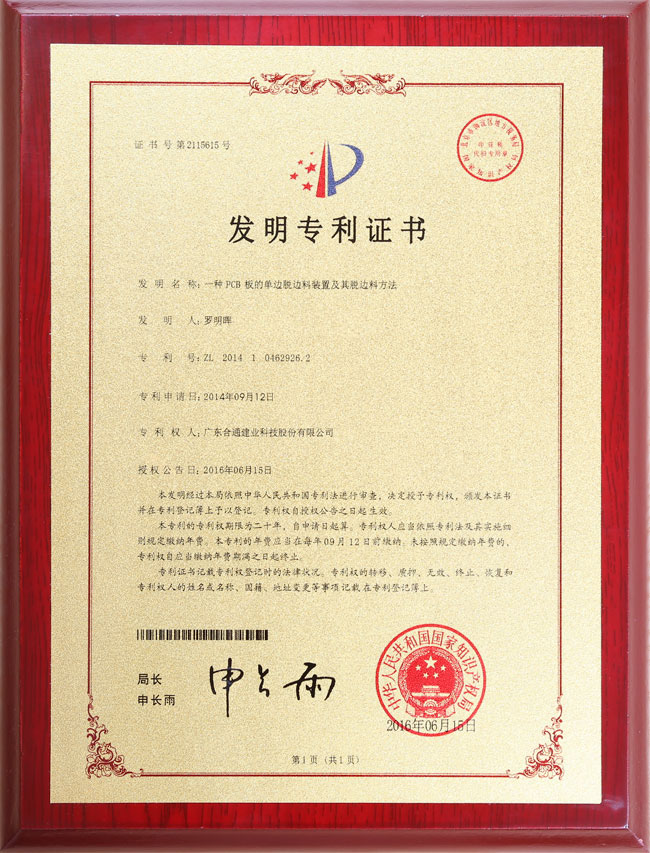 证书号第2115615号
发明专利证书
发明名称:一种PCB板的单边脱边料装置及其脱边料方法
发明人:罗明晖
专利号:ZL 2014 1 0462926.2
专利申请日:2014年09月12日
专利权人:广东合通建业科技股份有限公司
授权公告日:2016年06月15日
本发明经过本局依照中华人民共和国专利法进行审查,决定授予专利权,颁发本证书
并在专利登记簿上予以登记。专利权自授权公告之日起生效。
本专利的专利权期限为二十年,自申请日起算。专利权人应当依照专利法及其实施细
则规定缴纳年费。本专利的年费应当在每年09月12日前缴纳。未按照规定缴纳年费的,
专利权自应当缴纳年费期满之日起终止。
专利证书记载专利权登记时的法律状况。专利权的转移、质押、无效、终止、恢复和
专利权人的姓名或名称、国籍、地址变更等事项记载在专利登记簿上。
局长
申长雨
申长雨
中华人民共和国国家知识产权局
2016年06月15日
第1页(共1页)